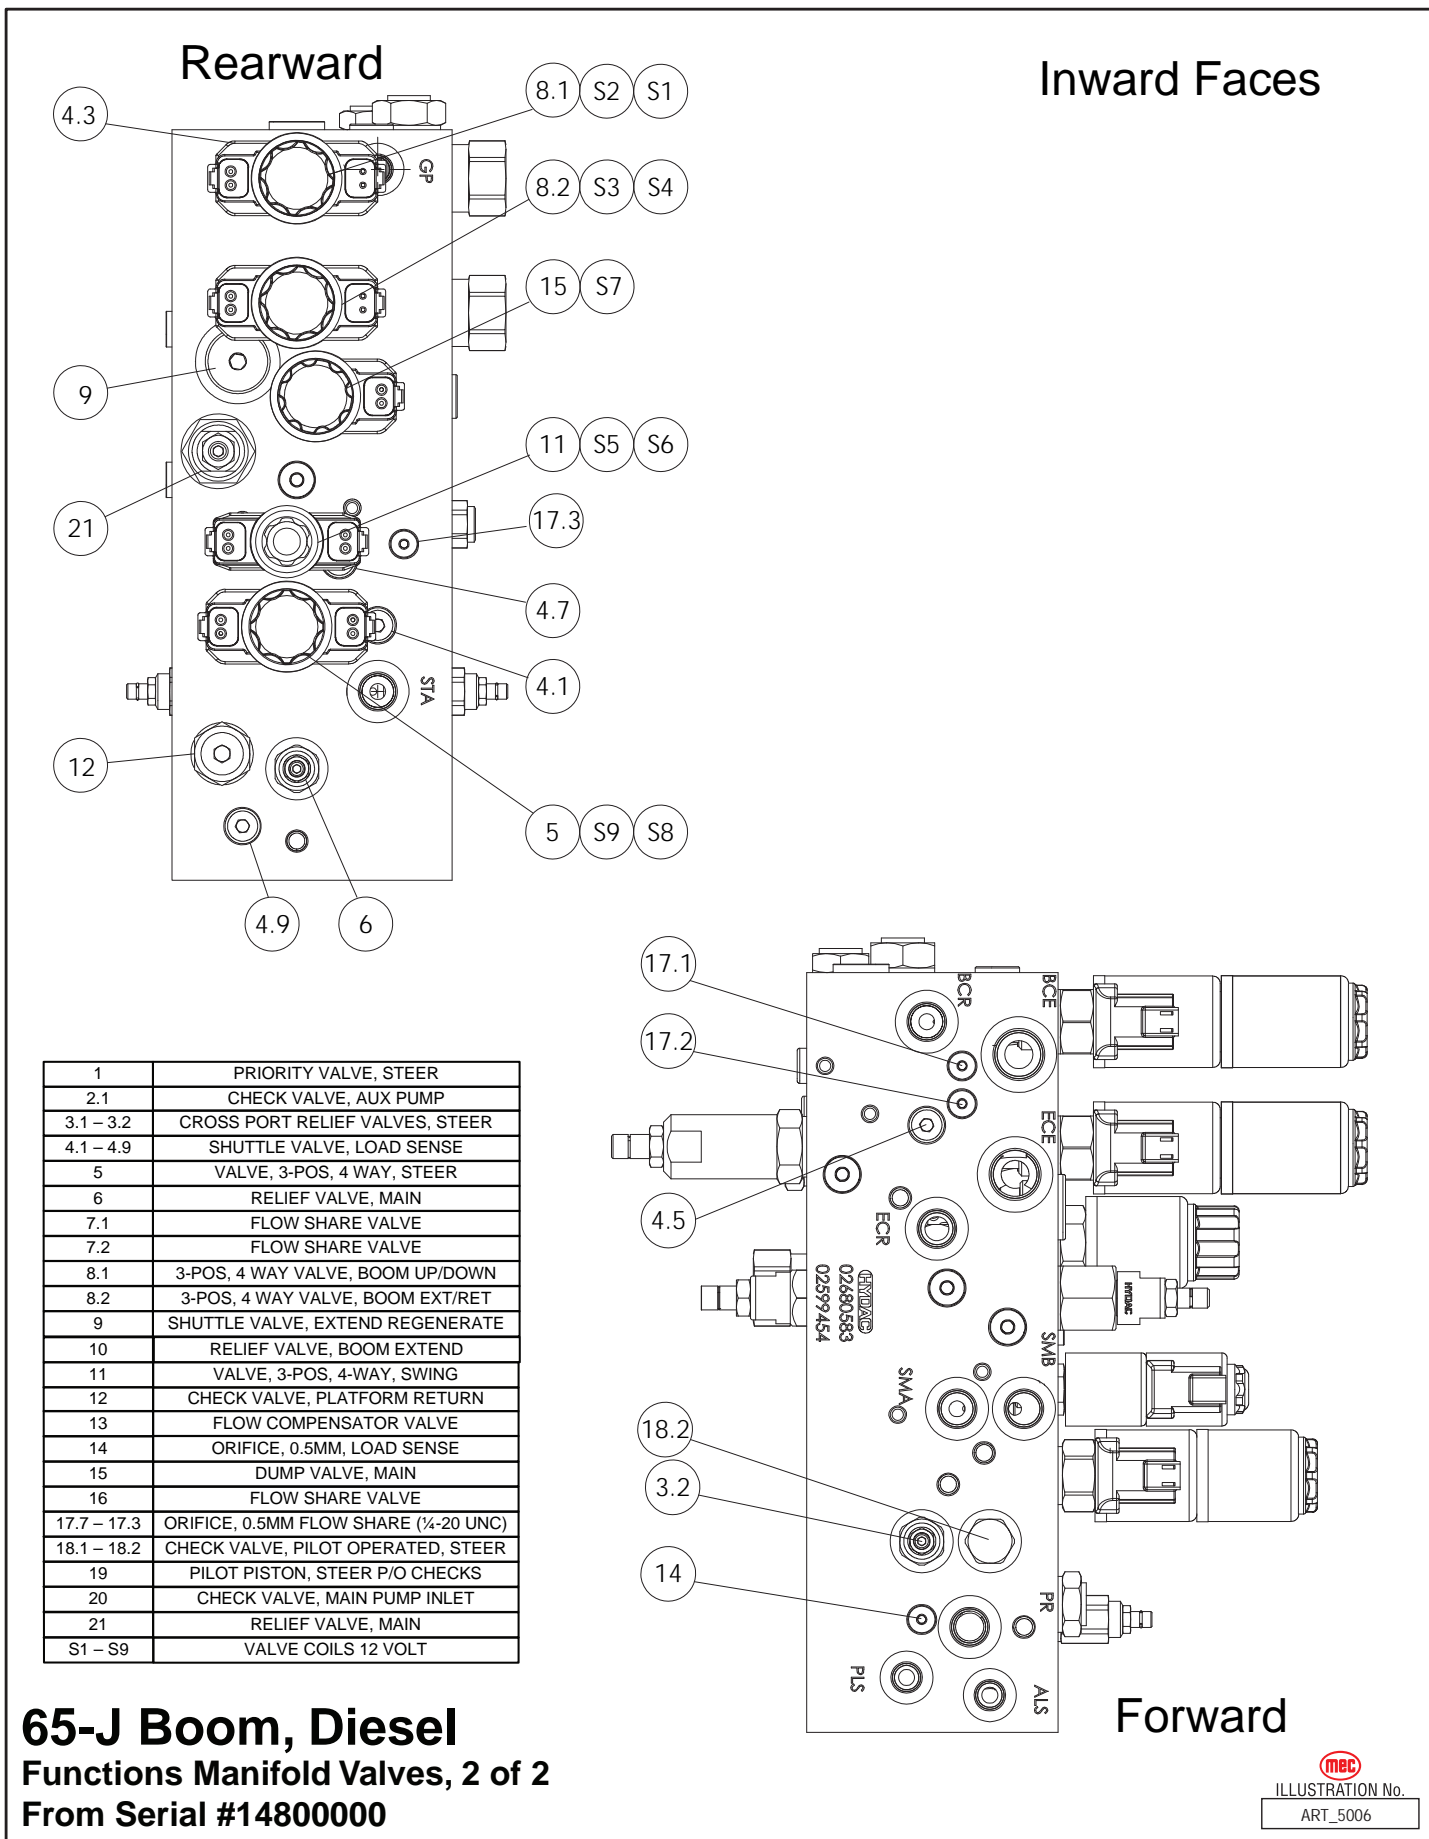 Rearward
Inward Faces
4.3
8.1 S2 S1
GP
8.2 S3 S4
15 S7
9
11 S5 S6
21
17.3
4.7
4.1
STA
12
5 S9 S8
4.9
6
17.1
BCR
BCE
17.2
ECE
4.5
ECR
HYDAC
02680583
02599454
HYDAC
SMB
SMA
18.2
3.2
14
PR
PLS
ALS
Forward
1 PRIORITY VALVE, STEER
2.1 CHECK VALVE, AUX PUMP
3.1 – 3.2 CROSS PORT RELIEF VALVES, STEER
4.1 – 4.9 SHUTTLE VALVE, LOAD SENSE
5 VALVE, 3-POS, 4 WAY, STEER
6 RELIEF VALVE, MAIN
7.1 FLOW SHARE VALVE
7.2 FLOW SHARE VALVE
8.1 3-POS, 4 WAY VALVE, BOOM UP/DOWN
8.2 3-POS, 4 WAY VALVE, BOOM EXT/RET
9 SHUTTLE VALVE, EXTEND REGENERATE
10 RELIEF VALVE, BOOM EXTEND
11 VALVE, 3-POS, 4-WAY, SWING
12 CHECK VALVE, PLATFORM RETURN
13 FLOW COMPENSATOR VALVE
14 ORIFICE, 0.5MM, LOAD SENSE
15 DUMP VALVE, MAIN
16 FLOW SHARE VALVE
17.7 – 17.3 ORIFICE, 0.5MM FLOW SHARE (¼-20 UNC)
18.1 – 18.2 CHECK VALVE, PILOT OPERATED, STEER
19 PILOT PISTON, STEER P/O CHECKS
20 CHECK VALVE, MAIN PUMP INLET
21 RELIEF VALVE, MAIN
S1 – S9 VALVE COILS 12 VOLT
65-J Boom, Diesel
Functions Manifold Valves, 2 of 2
From Serial #14800000
mec
ILLUSTRATION No.
ART_5006